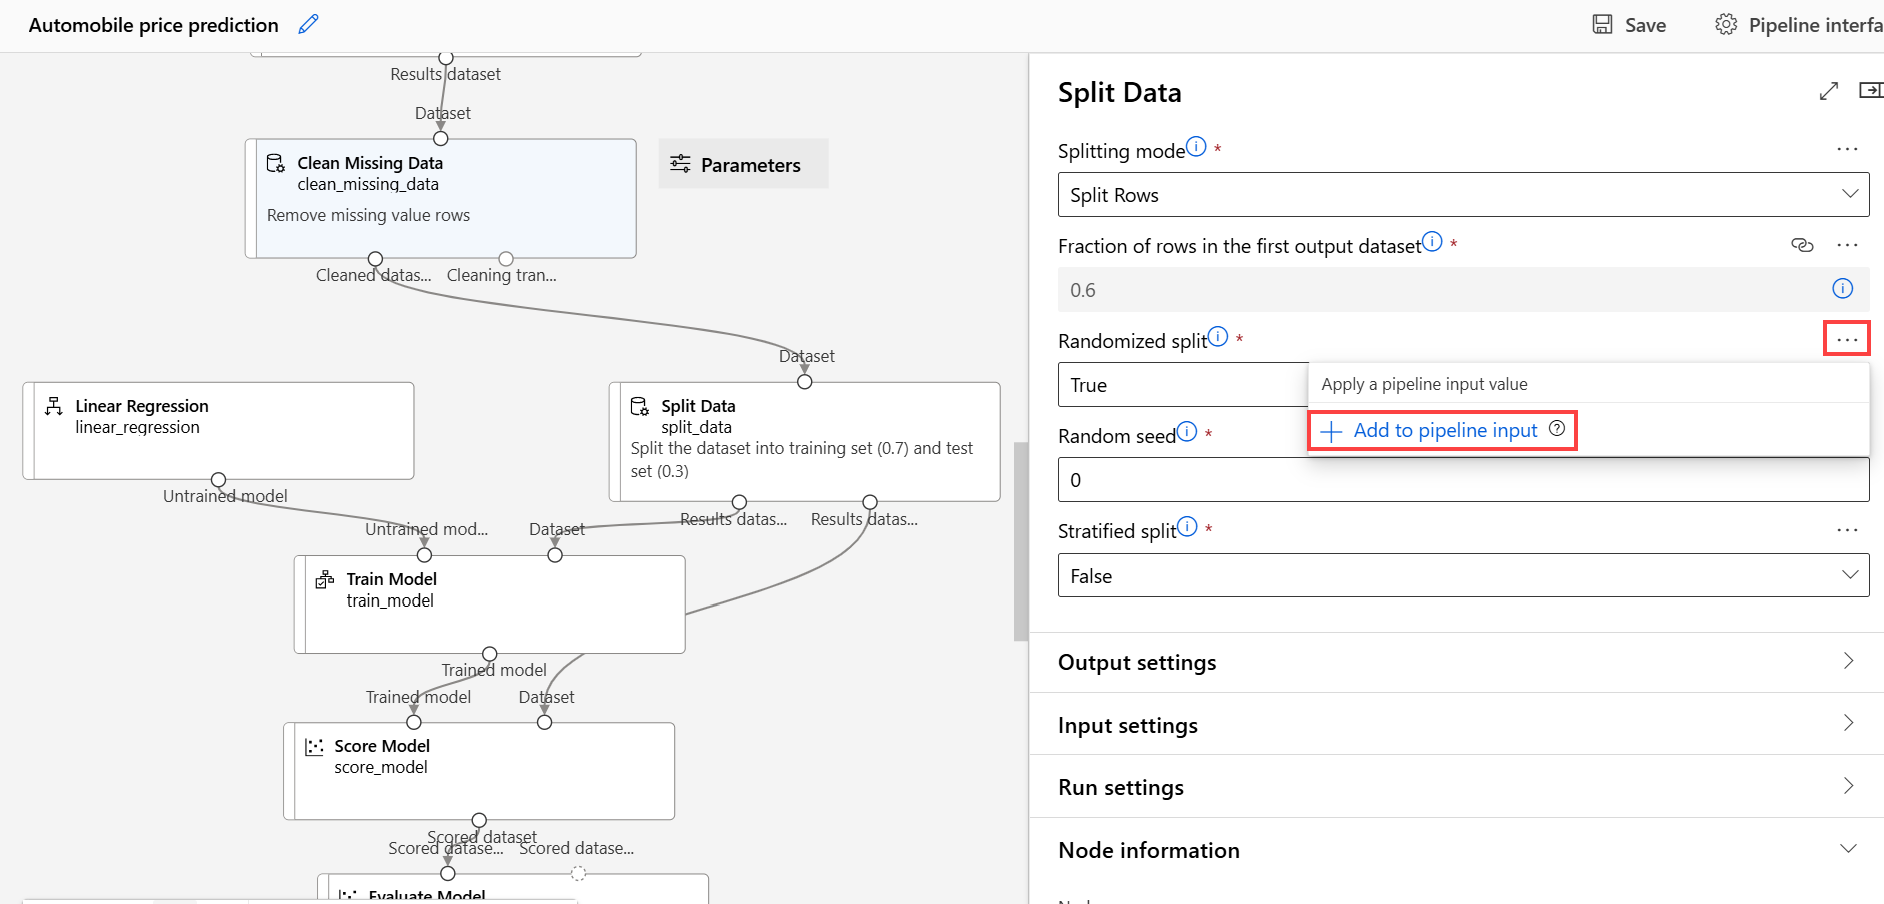 Automobile price prediction
Save
Pipeline interfa
Results dataset
Dataset
Clean Missing Data
clean_missing_data
Remove missing value rows
Parameters
Cleaned datas...
Cleaning tran...
Dataset
Linear Regression
linear_regression
Split Data
split_data
Split the dataset into training set (0.7) and test
set (0.3)
Untrained model
Results datas...
Results datas...
Untrained mod...
Dataset
Train Model
train_model
Trained model
Trained model
Dataset
Score Model
score_model
Scored dataset
Scored datase...
Scored datase...
Evaluate Model
Split Data
Splitting mode *
Split Rows
Fraction of rows in the first output dataset *
0.6
Randomized split *
True
Apply a pipeline input value
Add to pipeline input
Random seed *
0
Stratified split *
False
Output settings
Input settings
Run settings
Node information